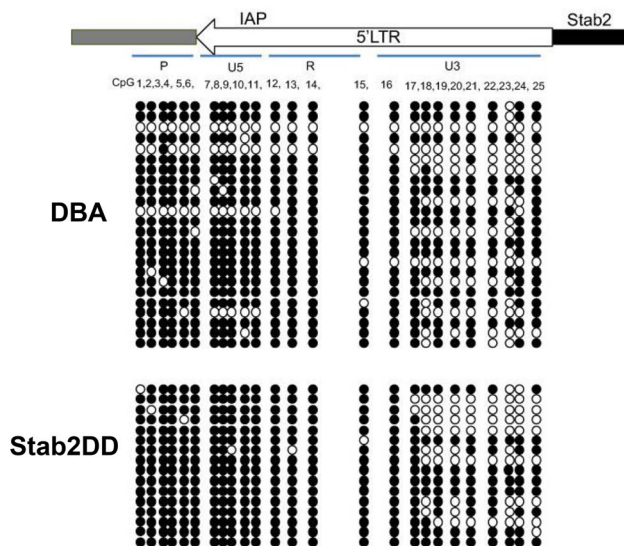 IAP
Stab2
5'LTR
P U5 R U3
CpG 1,2,3,4, 5,6, 7,8,9,10,11, 12, 13, 14, 15, 16 17,18,19,20,21, 22,23,24, 25
DBA
Stab2DD